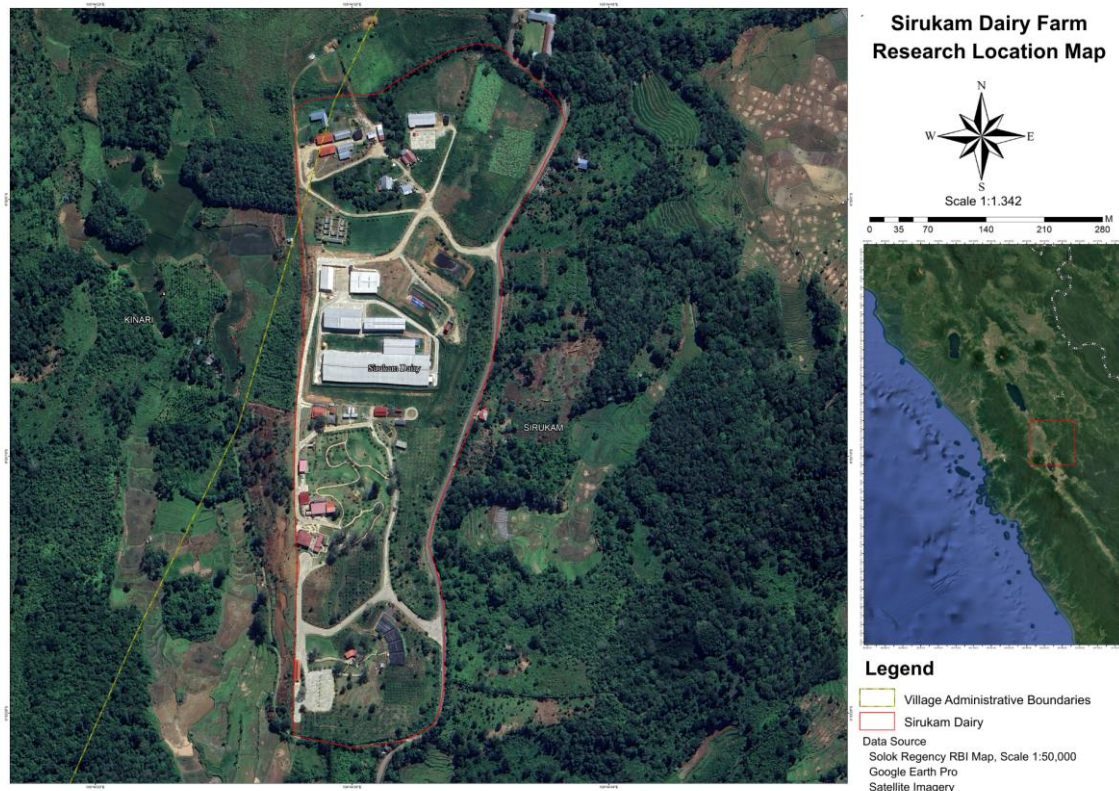 Sirukam Dairy Farm
Research Location Map
N
W E
S
Scale 1:1.342
0 35 70 140 210 280 M
KINARI
Sirukam Dairy
SIRUKAM
Legend
Village Administrative Boundaries
Sirukam Dairy
Data Source
Solok Regency RBI Map, Scale 1:50,000
Google Earth Pro
Satellite Imagery